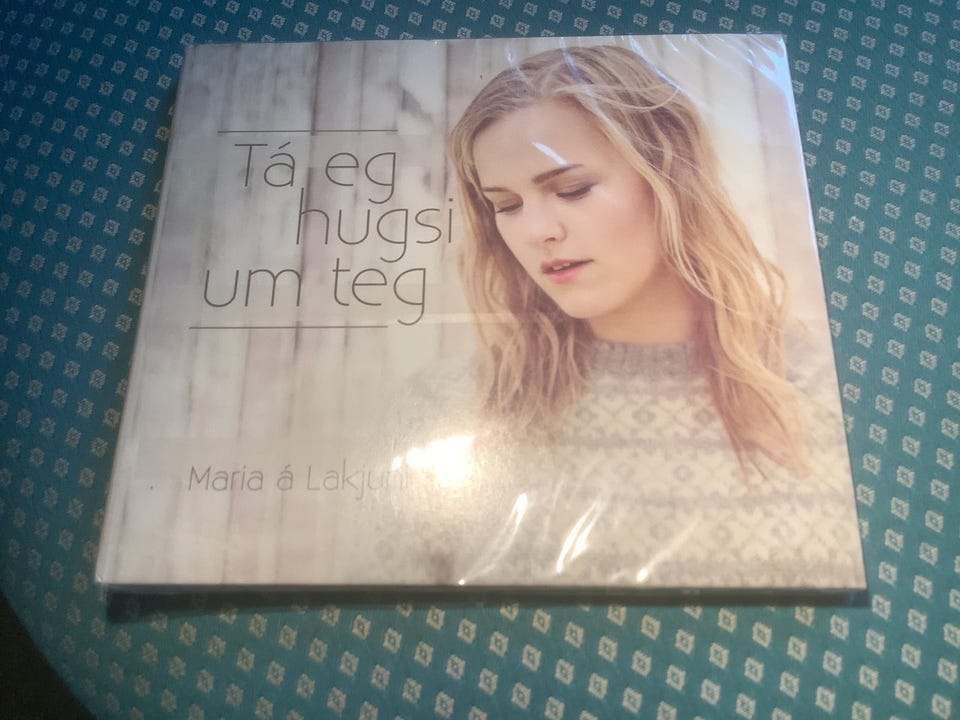 Tá eg
hugsi
um teg
Maria á Lakjuni